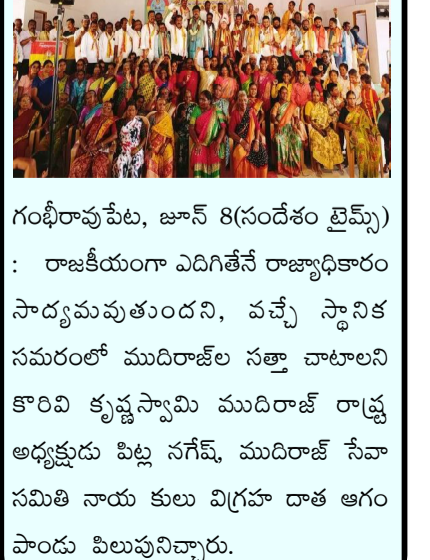 గంభీరావుపేట, జూన్ 8(సందేశం టైమ్స్)
: రాజకీయంగా ఎదిగితేనే రాజ్యాధికారం
సాద్యమవుతుందని, వచ్చే స్థానిక
సమరంలో ముదిరాజ్‌ల సత్తా చాటాలని
కొరివి కృష్ణస్వామి ముదిరాజ్ రాష్ట్ర
అధ్యక్షుడు పిట్ల నగేష్, ముదిరాజ్ సేవా
సమితి నాయ కులు విగ్రహ దాత ఆగం
పాండు పిలుపునిచ్చారు.